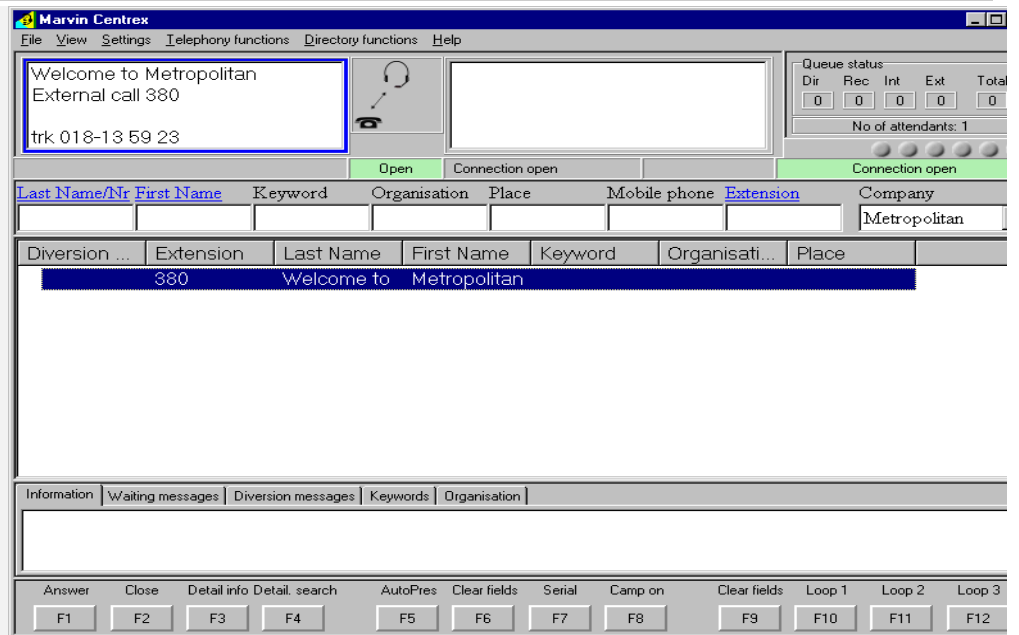 Marvin Centrex
File View Settings Telephony functions Directory functions Help
Welcome to Metropolitan
External call 380
trk 018-13 59 23
Queue status
Dir Rec Int Ext Total
0 0 0 0 0
No of attendants: 1
Open Connection open Connection open
Last Name/Nr First Name Keyword Organisation Place Mobile phone Extension Company
Metropolitan
Diversion ... Extension Last Name First Name Keyword Organisati... Place
380 Welcome to Metropolitan
Information Waiting messages Diversion messages Keywords Organisation
Answer Close Detail info Detail. search AutoPres Clear fields Serial Camp on Clear fields Loop 1 Loop 2 Loop 3
F1 F2 F3 F4 F5 F6 F7 F8 F9 F10 F11 F12